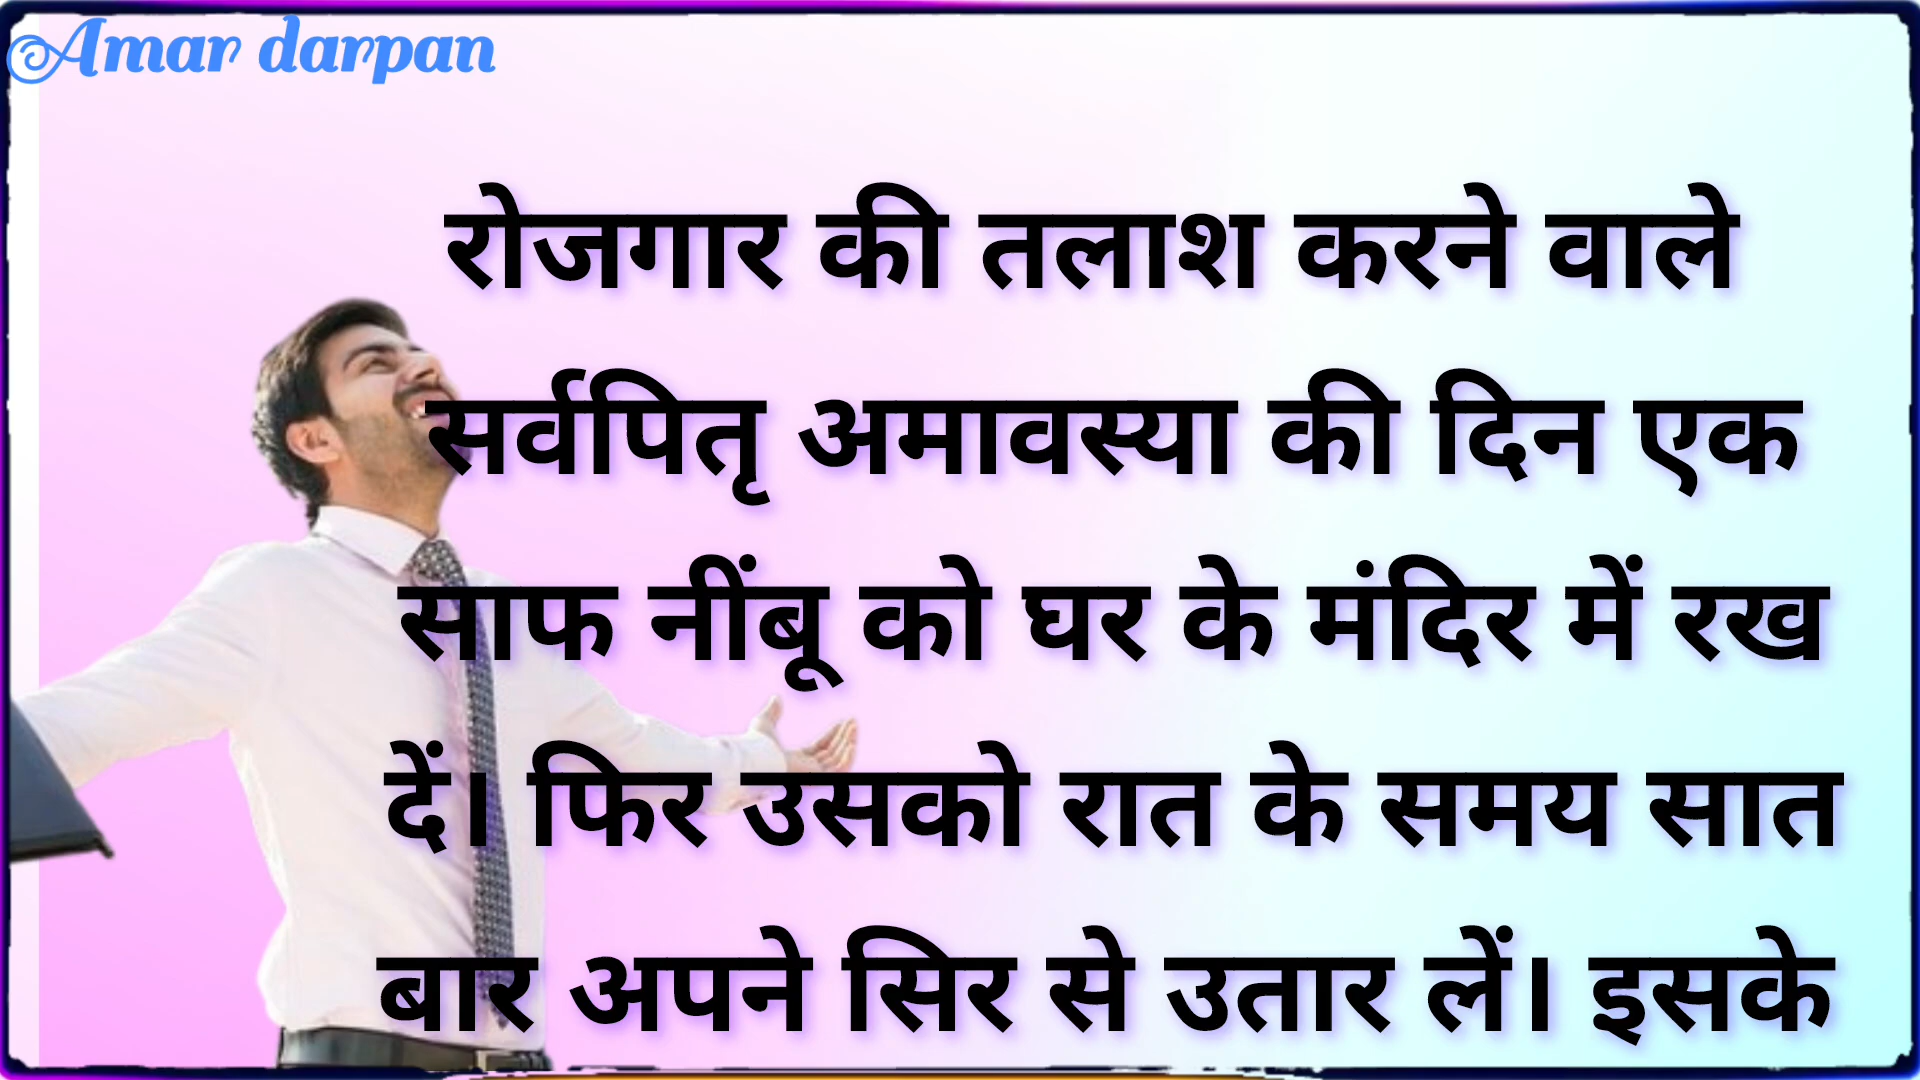 Amar darpan
रोजगार की तलाश करने वाले
सर्वपितृ अमावस्या की दिन एक
साफ नींबू को घर के मंदिर में रख
दें। फिर उसको रात के समय सात
बार अपने सिर से उतार लें। इसके